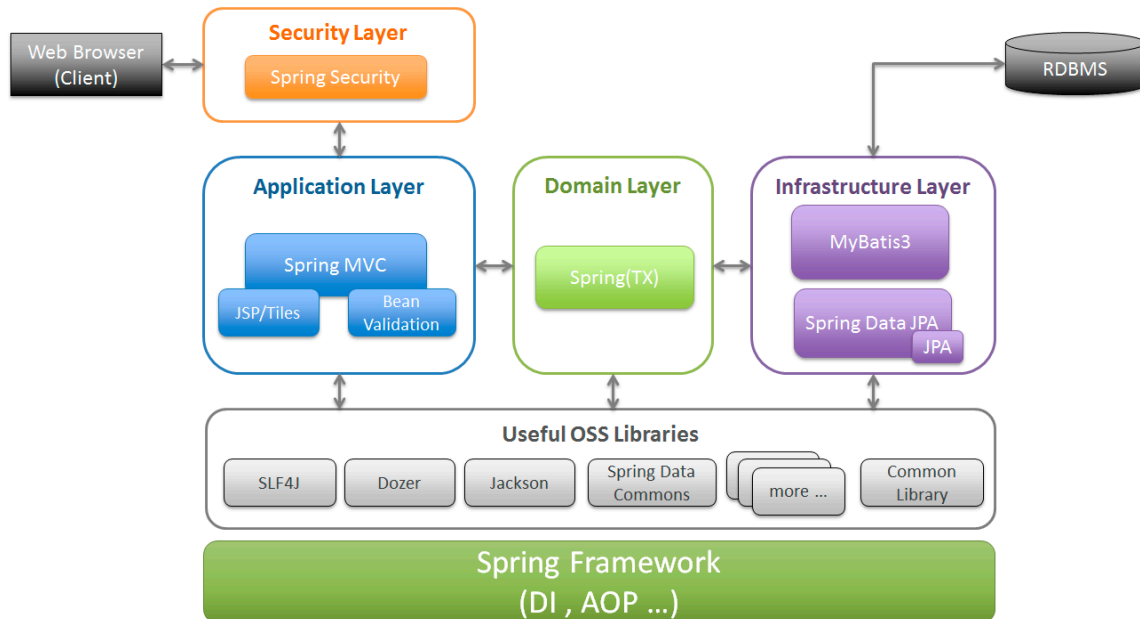 Security Layer
Web Browser
(Client)
Spring Security
RDBMS
Application Layer
Domain Layer
Infrastructure Layer
MyBatis3
Spring MVC
Spring(TX)
JSP/Tiles
Bean
Validation
Spring Data JPA
JPA
Useful OSS Libraries
SLF4J
Dozer
Jackson
Spring Data
Commons
more ...
Common
Library
Spring Framework
(DI , AOP ...)